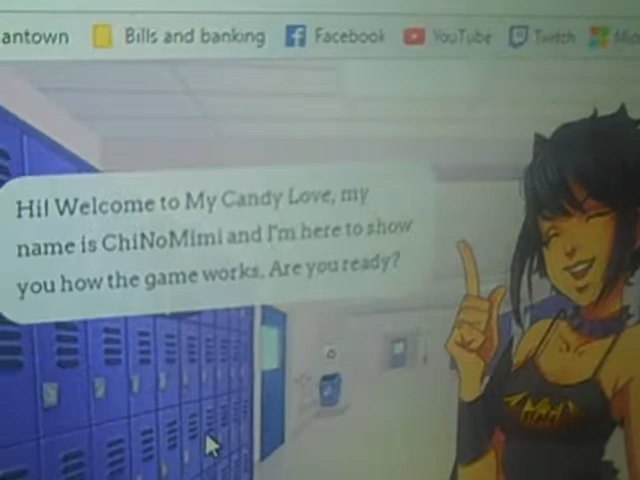 antown Bills and banking Facebook YouTube Twitch
Hi! Welcome to My Candy Love, my
name is ChiNoMimi and I'm here to show
you how the game works. Are you ready?